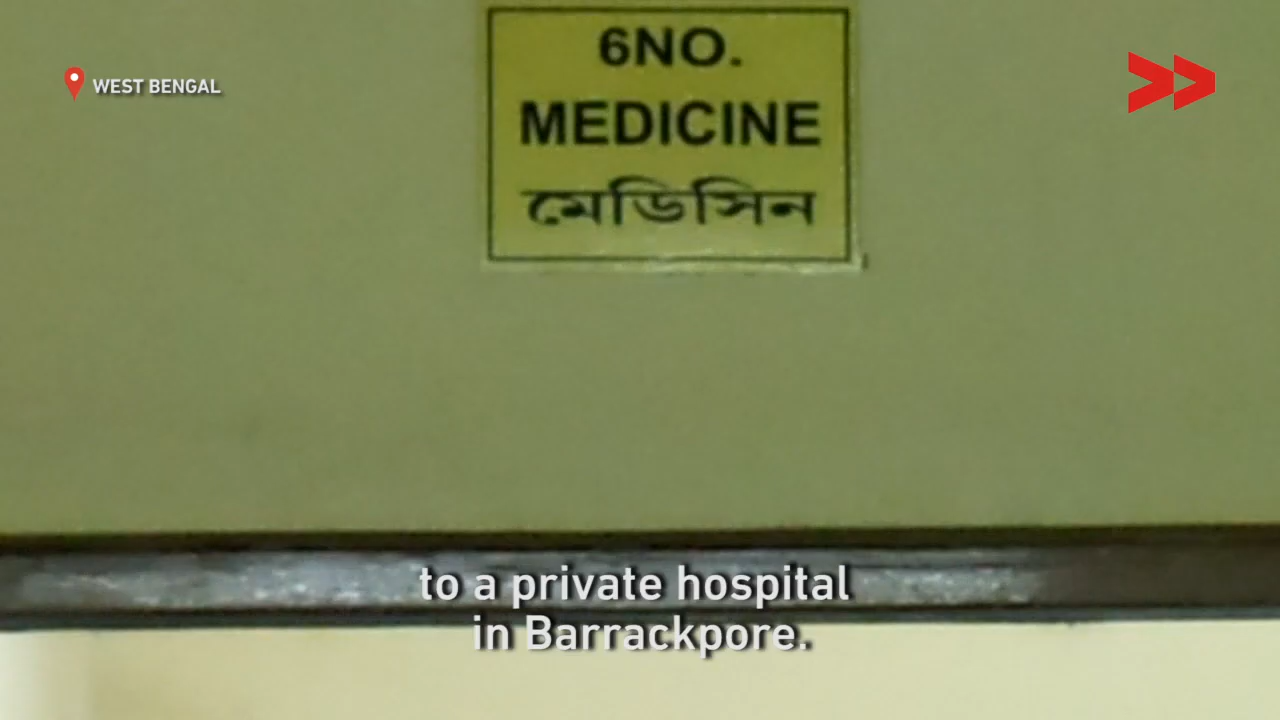 6NO.
MEDICINE
মেডিসিন
WEST BENGAL
to a private hospital
in Barrackpore.